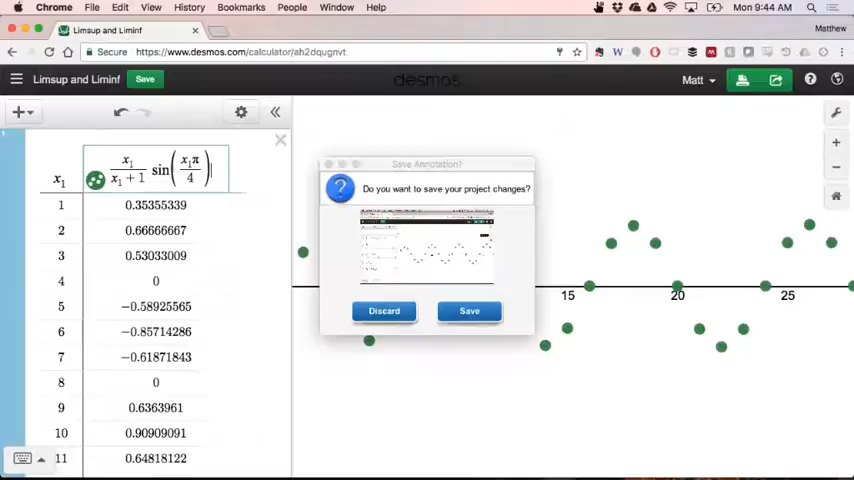 Chrome File Edit View History Bookmarks People Window Help Mon 9:44 AM
Limsup and Liminf Matthew
Secure https://www.desmos.com/calculator/ah2dqugnvt
Limsup and Liminf Save desmos Matt
x₁ x₁/(x₁ + 1) sin(x₁π/4)
1 0.35355339
2 0.66666667
3 0.53033009
4 0
5 −0.58925565
6 −0.85714286
7 −0.61871843
8 0
9 0.6363961
10 0.90909091
11 0.64818122
Save Annotation?
Do you want to save your project changes?
Discard Save
15 20 25